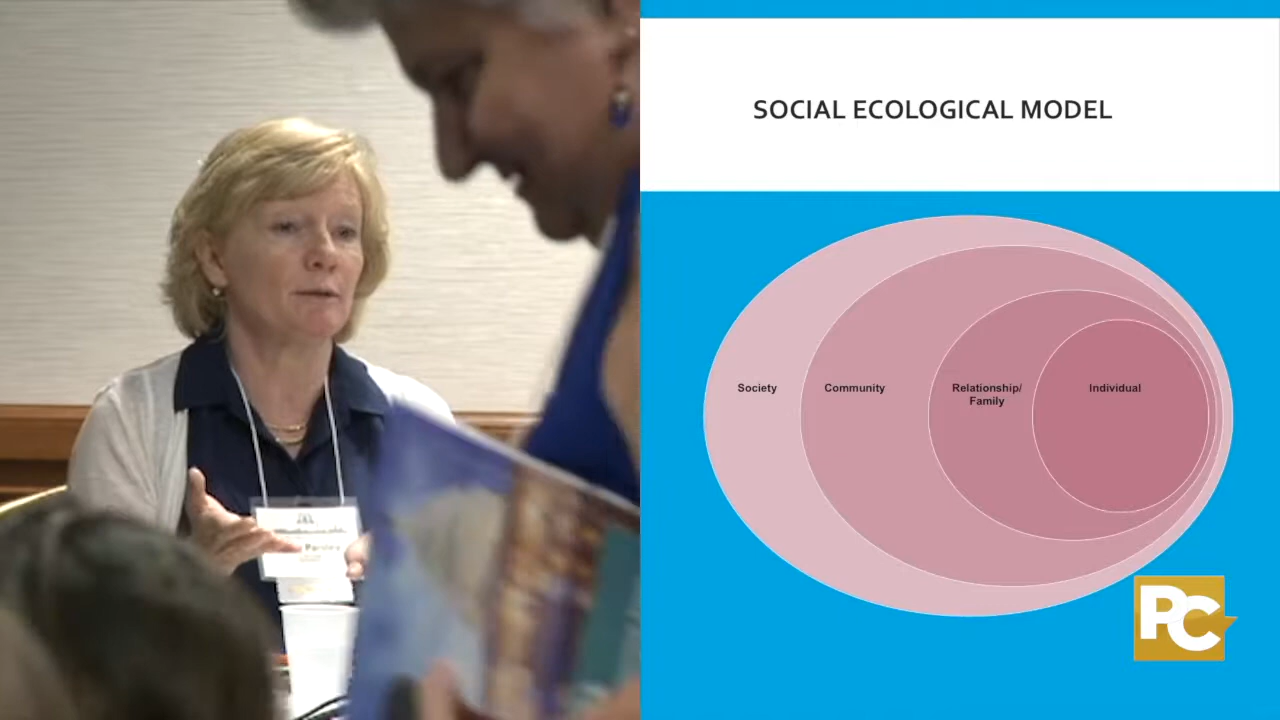 SOCIAL ECOLOGICAL MODEL
Society
Community
Relationship/
Family
Individual
PC